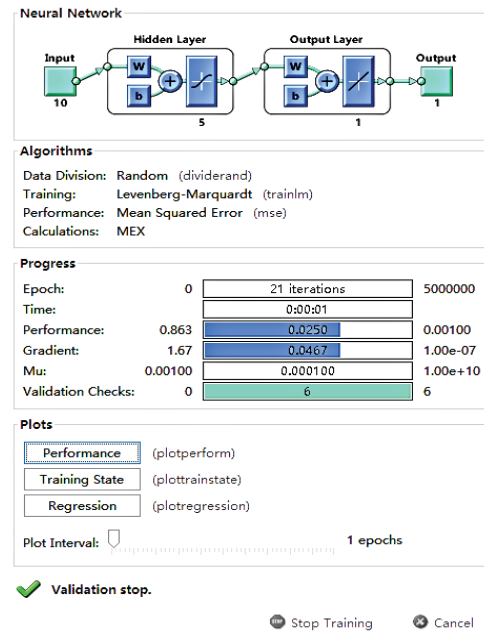 Neural Network
Hidden Layer Output Layer
Input Output
W W
b b
10 5 1 1
Algorithms
Data Division: Random (dividerand)
Training: Levenberg-Marquardt (trainlm)
Performance: Mean Squared Error (mse)
Calculations: MEX
Progress
Epoch: 0 21 iterations 5000000
Time: 0:00:01
Performance: 0.863 0.0250 0.00100
Gradient: 1.67 0.0467 1.00e-07
Mu: 0.00100 0.000100 1.00e+10
Validation Checks: 0 6 6
Plots
Performance (plotperform)
Training State (plottrainstate)
Regression (plotregression)
Plot Interval: 1 epochs
Validation stop.
STOP Stop Training Cancel